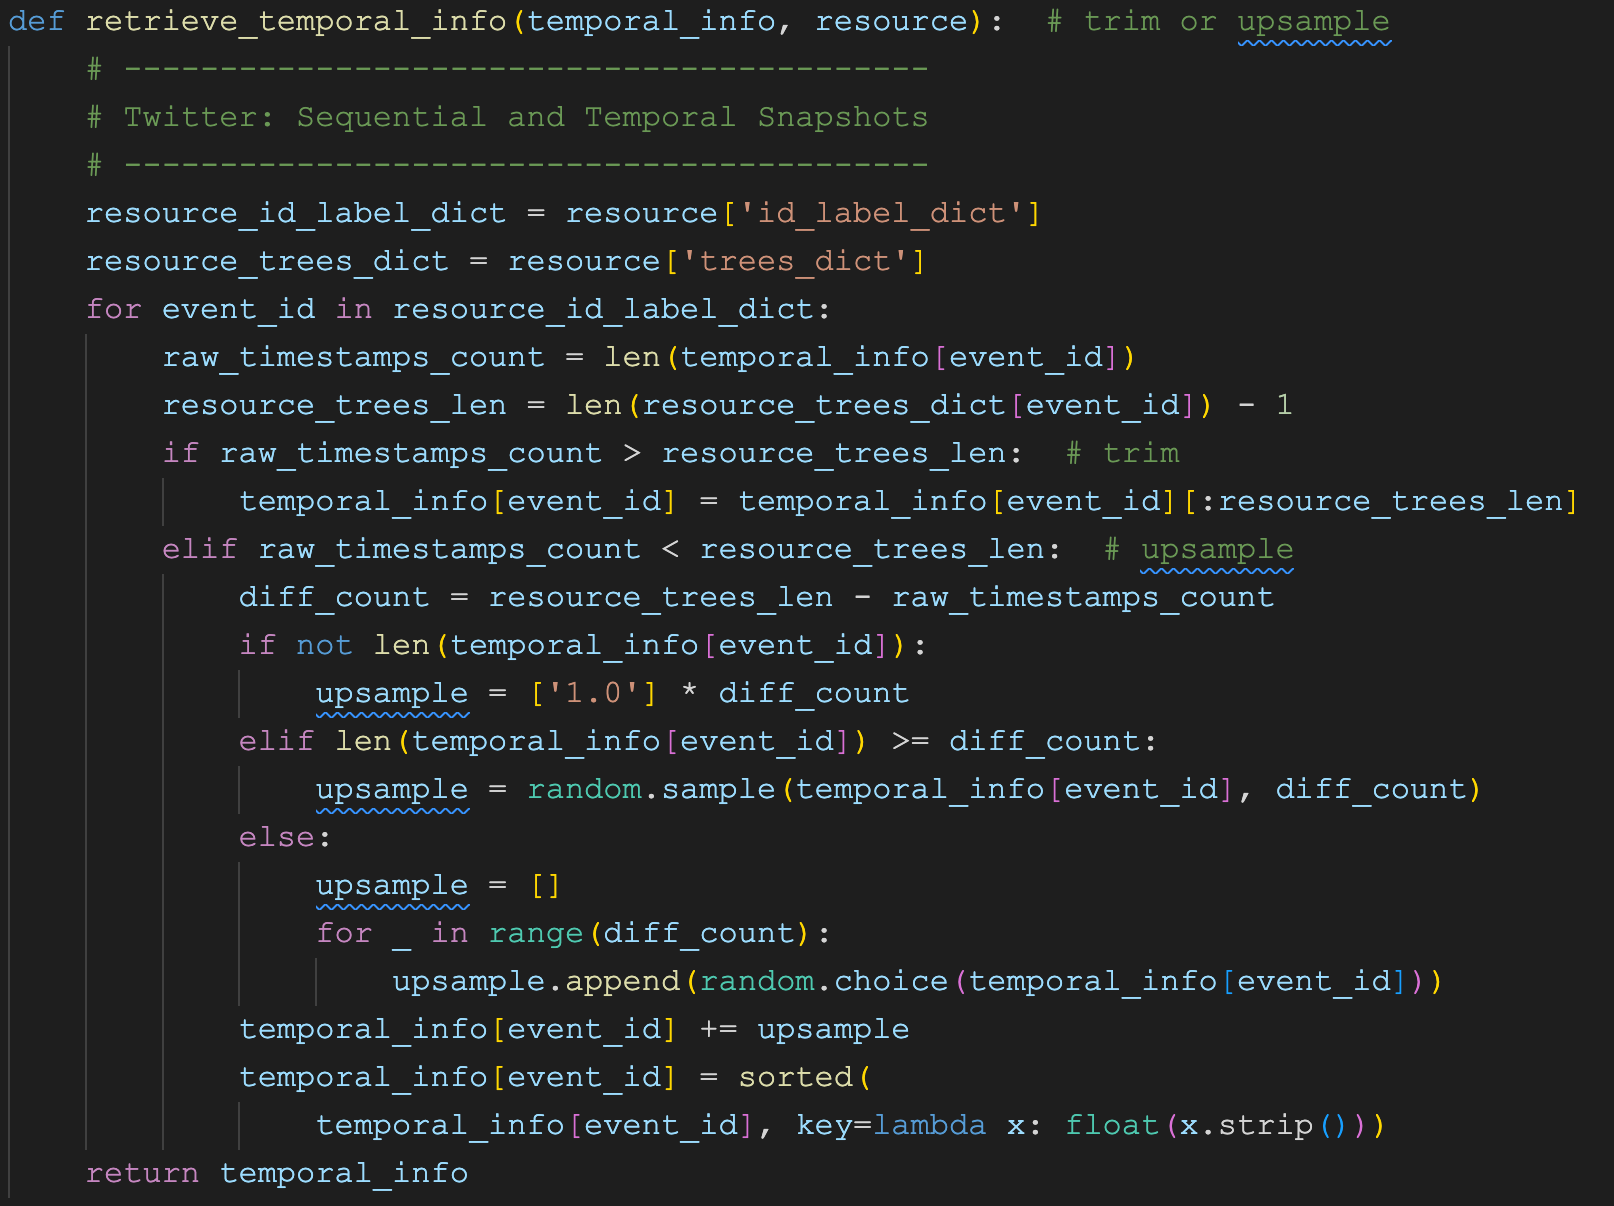 def retrieve_temporal_info(temporal_info, resource):  # trim or upsample
    # ------------------------------------------
    # Twitter: Sequential and Temporal Snapshots
    # ------------------------------------------
    resource_id_label_dict = resource['id_label_dict']
    resource_trees_dict = resource['trees_dict']
    for event_id in resource_id_label_dict:
        raw_timestamps_count = len(temporal_info[event_id])
        resource_trees_len = len(resource_trees_dict[event_id]) - 1
        if raw_timestamps_count > resource_trees_len:  # trim
            temporal_info[event_id] = temporal_info[event_id][:resource_trees_len]
        elif raw_timestamps_count < resource_trees_len:  # upsample
            diff_count = resource_trees_len - raw_timestamps_count
            if not len(temporal_info[event_id]):
                upsample = ['1.0'] * diff_count
            elif len(temporal_info[event_id]) >= diff_count:
                upsample = random.sample(temporal_info[event_id], diff_count)
            else:
                upsample = []
                for _ in range(diff_count):
                    upsample.append(random.choice(temporal_info[event_id]))
            temporal_info[event_id] += upsample
            temporal_info[event_id] = sorted(
                temporal_info[event_id], key=lambda x: float(x.strip()))
    return temporal_info